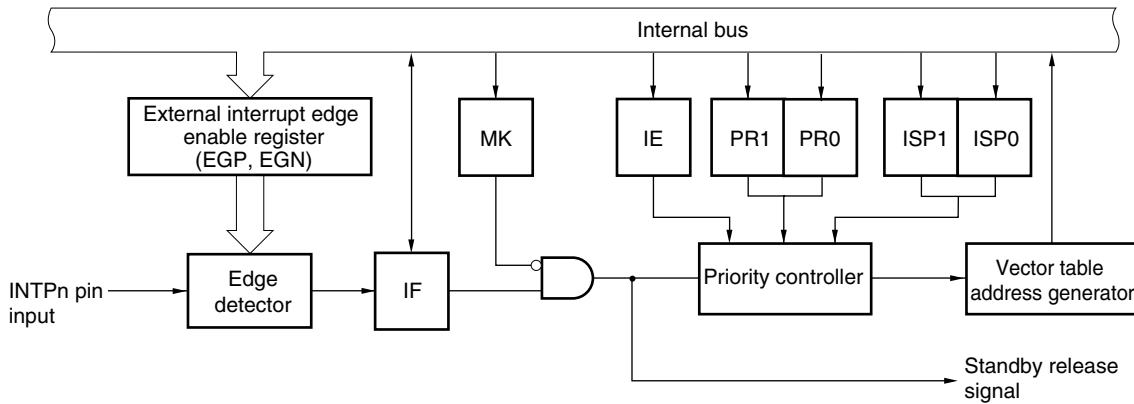 Internal bus
External interrupt edge
enable register
(EGP, EGN)
MK
IE
PR1
PR0
ISP1
ISP0
INTPn pin
input
Edge
detector
IF
Priority controller
Vector table
address generator
Standby release
signal